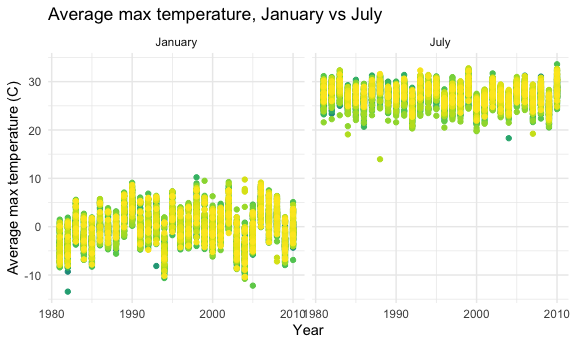 Average max temperature, January vs July
January
July
Average max temperature (C)
30
20
10
0
-10
1980
1990
2000
2010
1980
1990
2000
2010
Year